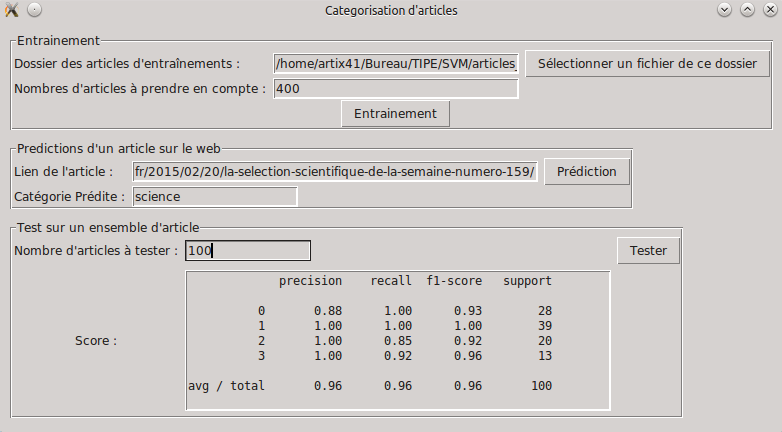 Categorisation d'articles
Entrainement
Dossier des articles d'entraînements : /home/artix41/Bureau/TIPE/SVM/articles_ Sélectionner un fichier de ce dossier
Nombres d'articles à prendre en compte : 400
Entrainement
Predictions d'un article sur le web
Lien de l'article : fr/2015/02/20/la-selection-scientifique-de-la-semaine-numero-159/ Prédiction
Catégorie Prédite : science
Test sur un ensemble d'article
Nombre d'articles à tester : 100 Tester
precision recall f1-score support
0 0.88 1.00 0.93 28
1 1.00 1.00 1.00 39
Score : 2 1.00 0.85 0.92 20
3 1.00 0.92 0.96 13
avg / total 0.96 0.96 0.96 100